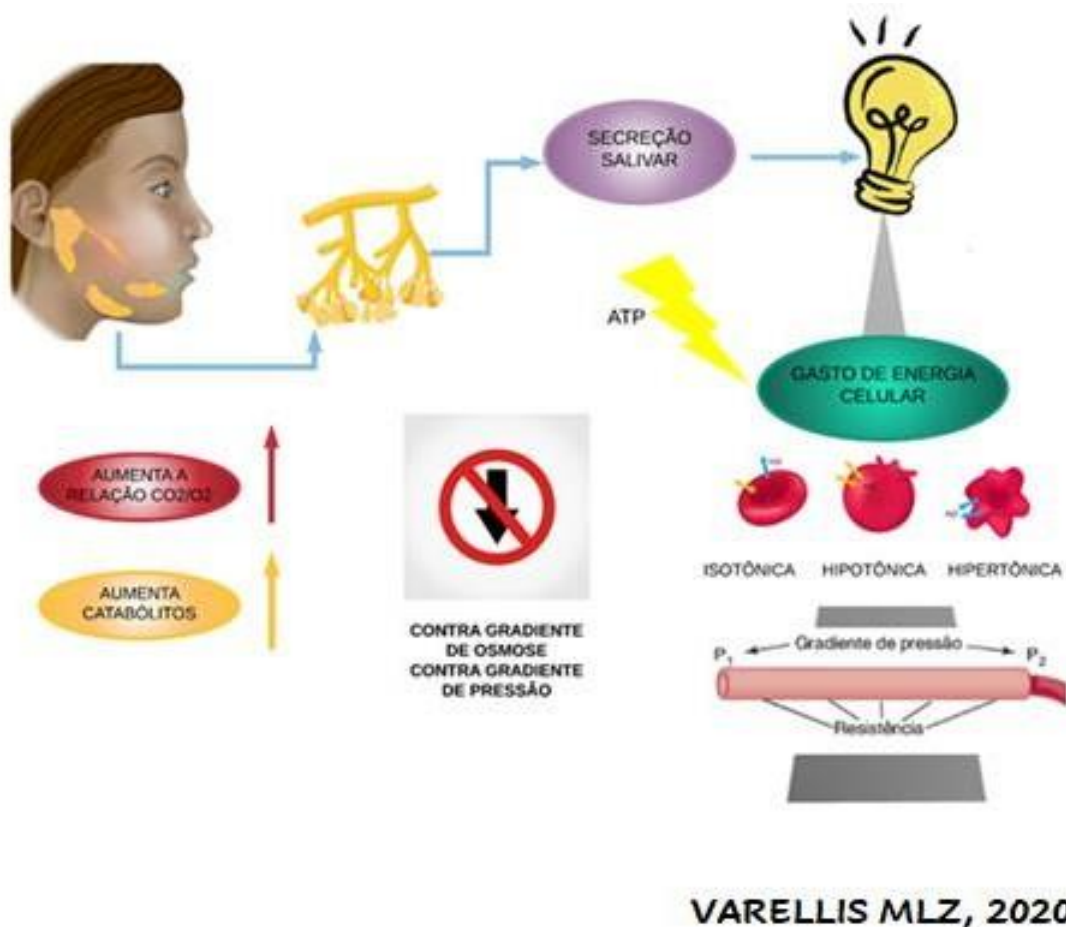 SECREÇÃO
SALIVAR
ATP
GASTO DE ENERGIA
CELULAR
AUMENTA A
RELAÇÃO CO2/O2
AUMENTA
CATABÓLITOS
CONTRA GRADIENTE
DE OSMOSE
CONTRA GRADIENTE
DE PRESSÃO
ISOTÔNICA HIPOTÔNICA HIPERTÔNICA
P1 Gradiente de pressão P2
Resistência
VARELLIS MLZ, 2020